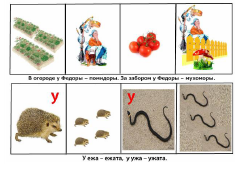 В огороде у Федоры – помидоры. За забором у Федоры – мухоморы.
у у
У ежа – ежата, у ужа – ужата.